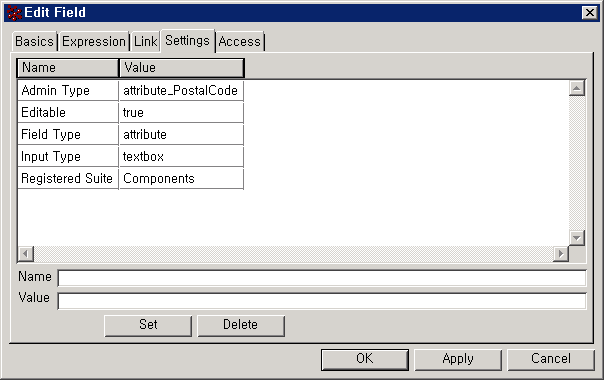 Edit Field
Basics Expression Link Settings Access
Name Value
Admin Type attribute_PostalCode
Editable true
Field Type attribute
Input Type textbox
Registered Suite Components
Name
Value
Set Delete
OK Apply Cancel